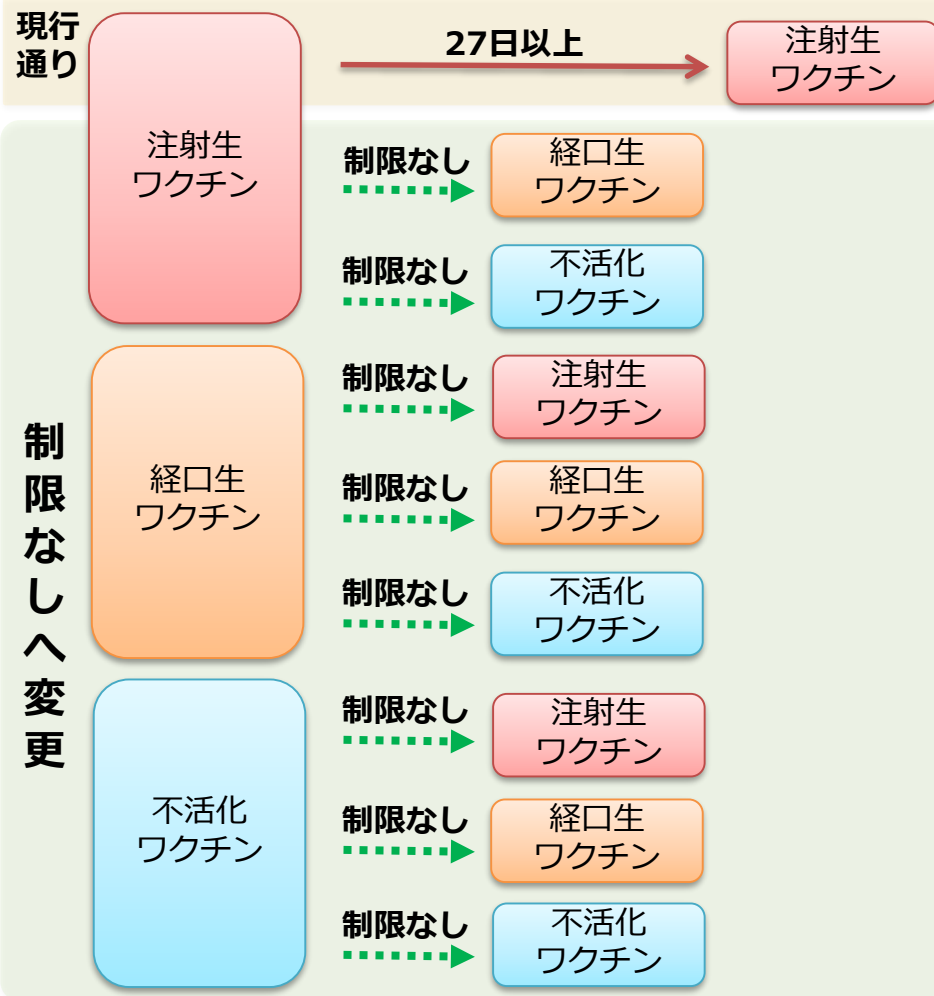 現行
通り
注射生
ワクチン
27日以上
注射生
ワクチン
制限なし
経口生
ワクチン
制限なし
不活化
ワクチン
制限なしへ変更
経口生
ワクチン
制限なし
注射生
ワクチン
制限なし
経口生
ワクチン
制限なし
不活化
ワクチン
不活化
ワクチン
制限なし
注射生
ワクチン
制限なし
経口生
ワクチン
制限なし
不活化
ワクチン